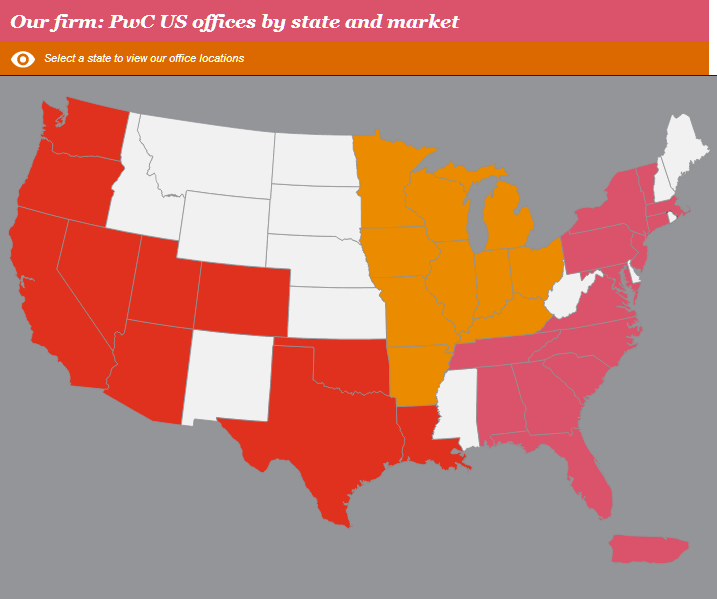 Our firm: PwC US offices by state and market
Select a state to view our office locations